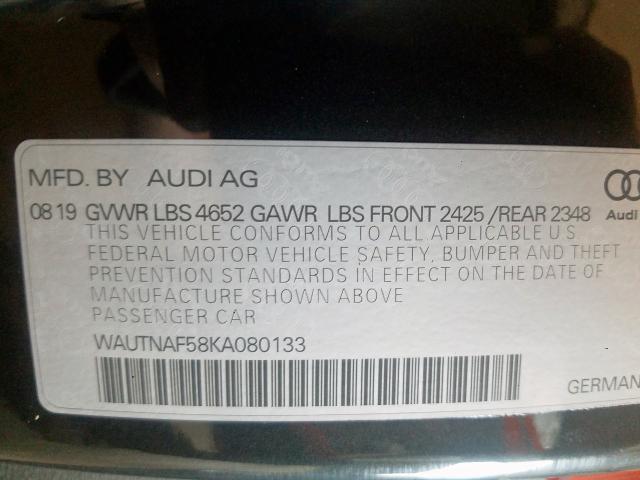 MFD. BY AUDI AG
08 19 GVWR LBS 4652 GAWR LBS FRONT 2425 /REAR 2348
Audi
THIS VEHICLE CONFORMS TO ALL APPLICABLE U S
FEDERAL MOTOR VEHICLE SAFETY, BUMPER AND THEFT
PREVENTION STANDARDS IN EFFECT ON THE DATE OF
MANUFACTURE SHOWN ABOVE
PASSENGER CAR
WAUTNAF58KA080133
GERMAN